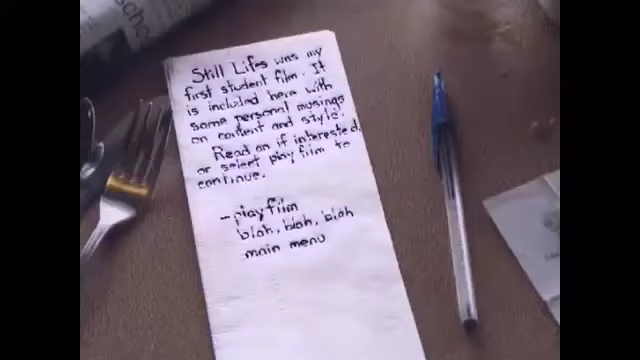 Still Lifes was my
first student film. It
is included here with
some personal musings
on content and style.
Read on if interested,
or select play film to
continue.
- play film
blah, blah, blah
main menu